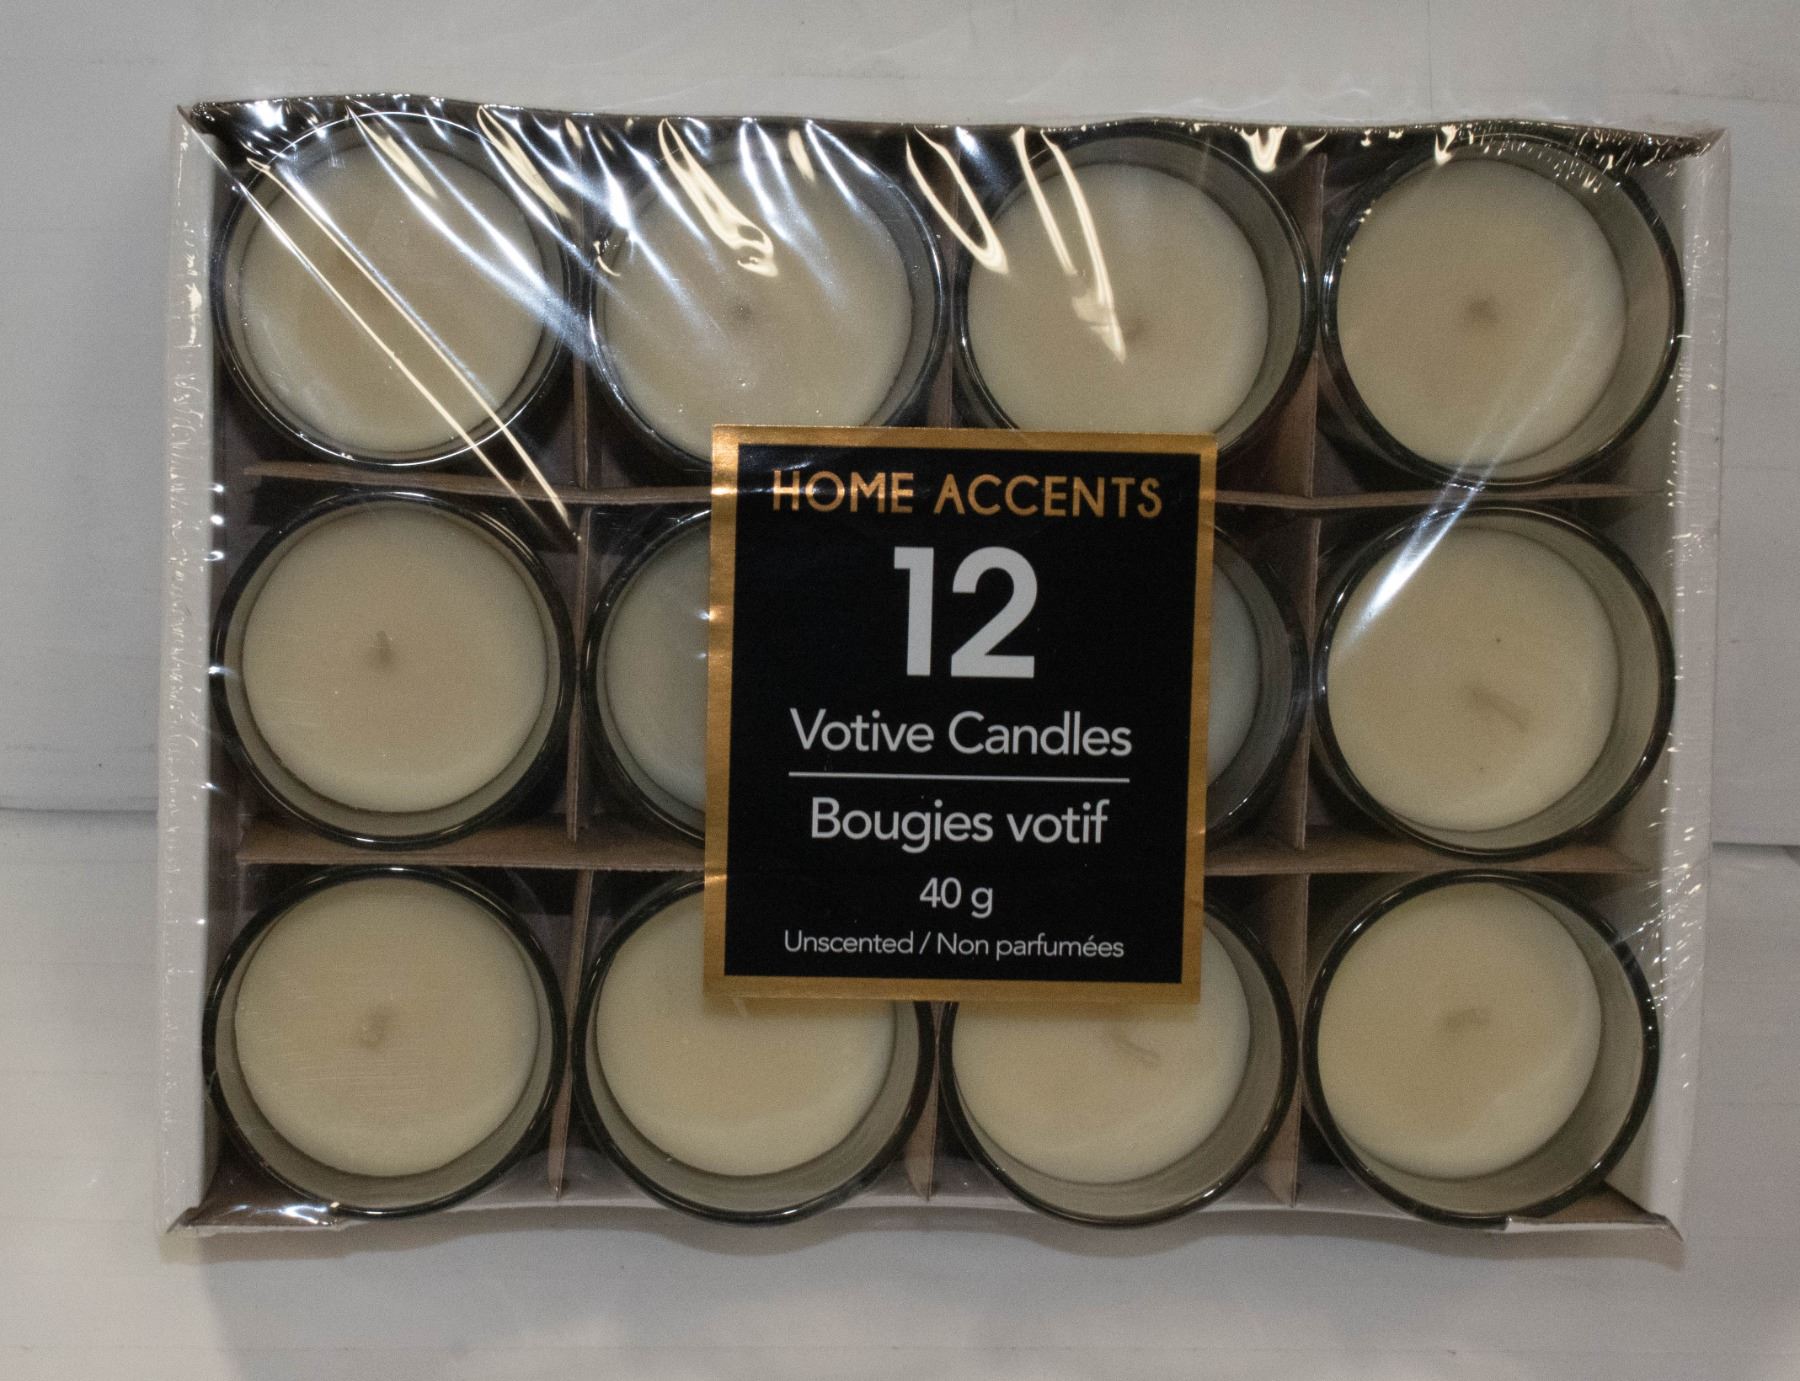 HOME ACCENTS
12
Votive Candles
Bougies votif
40 g
Unscented / Non parfumées